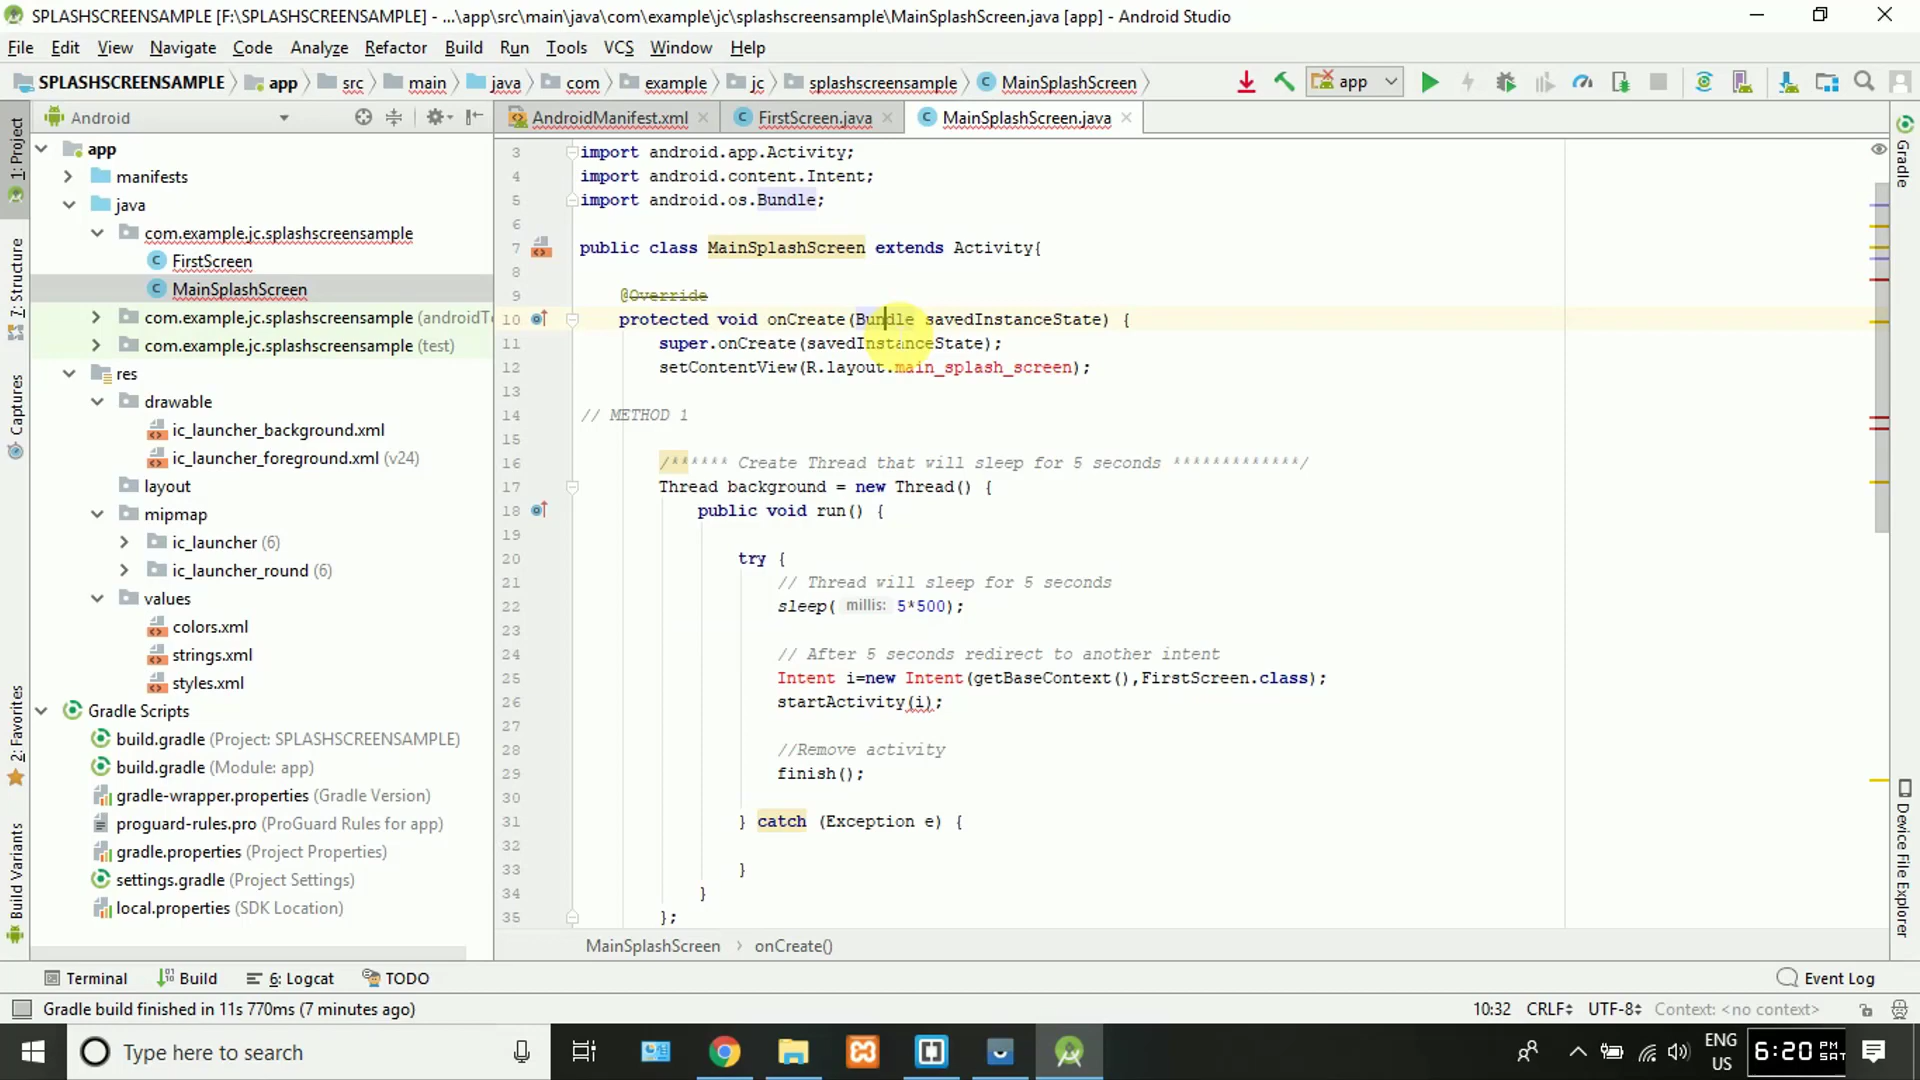 SPLASHSCREENSAMPLE [F:\SPLASHSCREENSAMPLE] - ...\app\src\main\java\com\example\jc\splashscreensample\MainSplashScreen.java [app] - Android Studio
File Edit View Navigate Code Analyze Refactor Build Run Tools VCS Window Help
SPLASHSCREENSAMPLE app src main java com example jc splashscreensample MainSplashScreen app
Android
AndroidManifest.xml FirstScreen.java MainSplashScreen.java
1: Project
7: Structure
Captures
2: Favorites
Build Variants
app
manifests
java
com.example.jc.splashscreensample
FirstScreen
MainSplashScreen
com.example.jc.splashscreensample (androidTe
com.example.jc.splashscreensample (test)
res
drawable
ic_launcher_background.xml
ic_launcher_foreground.xml (v24)
layout
mipmap
ic_launcher (6)
ic_launcher_round (6)
values
colors.xml
strings.xml
styles.xml
Gradle Scripts
build.gradle (Project: SPLASHSCREENSAMPLE)
build.gradle (Module: app)
gradle-wrapper.properties (Gradle Version)
proguard-rules.pro (ProGuard Rules for app)
gradle.properties (Project Properties)
settings.gradle (Project Settings)
local.properties (SDK Location)
3 import android.app.Activity;
4 import android.content.Intent;
5 import android.os.Bundle;
6
7 public class MainSplashScreen extends Activity{
8
9 @Override
10 protected void onCreate(Bundle savedInstanceState) {
11 super.onCreate(savedInstanceState);
12 setContentView(R.layout.main_splash_screen);
13
14 // METHOD 1
15
16 /****** Create Thread that will sleep for 5 seconds *************/
17 Thread background = new Thread() {
18 public void run() {
19
20 try {
21 // Thread will sleep for 5 seconds
22 sleep( millis: 5*500);
23
24 // After 5 seconds redirect to another intent
25 Intent i=new Intent(getBaseContext(),FirstScreen.class);
26 startActivity(i);
27
28 //Remove activity
29 finish();
30
31 } catch (Exception e) {
32
33 }
34 }
35 };
MainSplashScreen onCreate()
Gradle
Device File Explorer
Terminal Build 6: Logcat TODO Event Log
Gradle build finished in 11s 770ms (7 minutes ago) 10:32 CRLF UTF-8 Context: <no context>
Type here to search ENG US 6:20 PM SAT